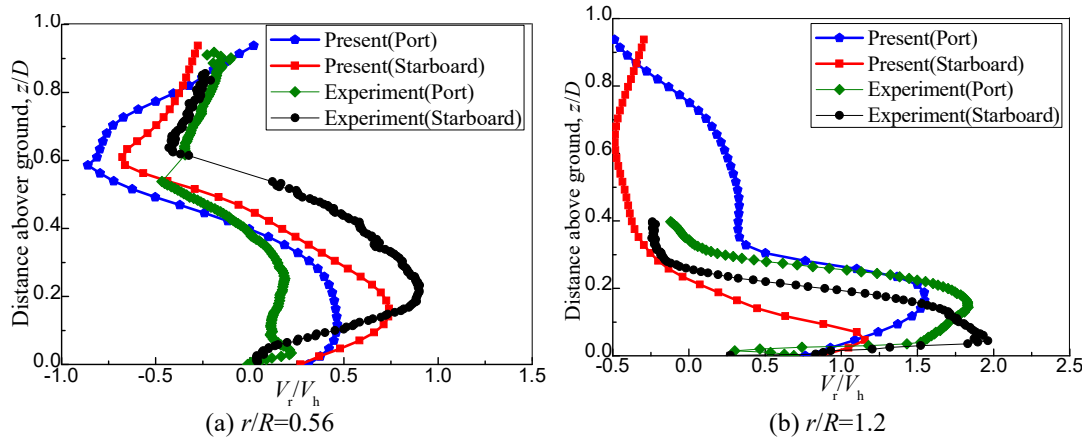 1.0
0.8
0.6
0.4
0.2
0.0
Distance above ground, z/D
-1.0 -0.5 0.0 0.5 1.0 1.5
Vr/Vh
Present(Port)
Present(Starboard)
Experiment(Port)
Experiment(Starboard)
(a) r/R=0.56
1.0
0.8
0.6
0.4
0.2
0.0
Distance above ground, z/D
-0.5 0.0 0.5 1.0 1.5 2.0 2.5
Vr/Vh
Present(Port)
Present(Starboard)
Experiment(Port)
Experiment(Starboard)
(b) r/R=1.2